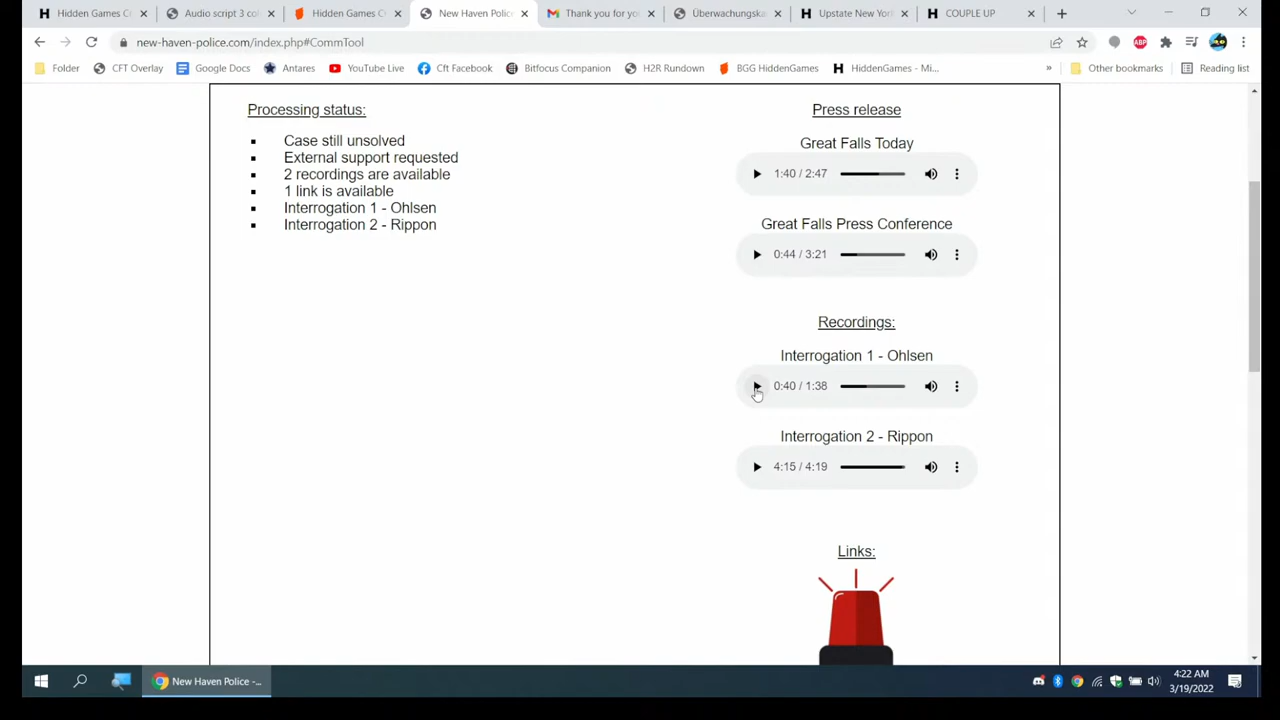 Hidden Games C
Audio script 3 co
Hidden Games C
New Haven Polic
Thank you for yo
Überwachungska
Upstate New York
COUPLE UP
new-haven-police.com/index.php#CommTool
ABP
Folder
CFT Overlay
Google Docs
Antares
YouTube Live
Cft Facebook
Bitfocus Companion
H2R Rundown
BGG HiddenGames
HiddenGames - Mi...
»
Other bookmarks
Reading list
Processing status:
▪ Case still unsolved
▪ External support requested
▪ 2 recordings are available
▪ 1 link is available
▪ Interrogation 1 - Ohlsen
▪ Interrogation 2 - Rippon
Press release
Great Falls Today
1:40 / 2:47
Great Falls Press Conference
0:44 / 3:21
Recordings:
Interrogation 1 - Ohlsen
0:40 / 1:38
Interrogation 2 - Rippon
4:15 / 4:19
Links:
New Haven Police -...
4:22 AM
3/19/2022